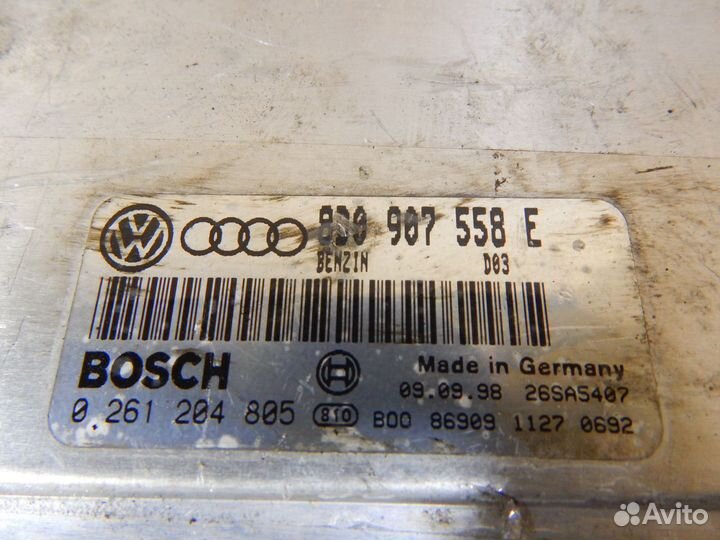 8D0 907 558 E
BENZIN D03
BOSCH
Made in Germany
09.09.98 26SA5407
0 261 204 805 810 B00 86909 1127 0692
Avito